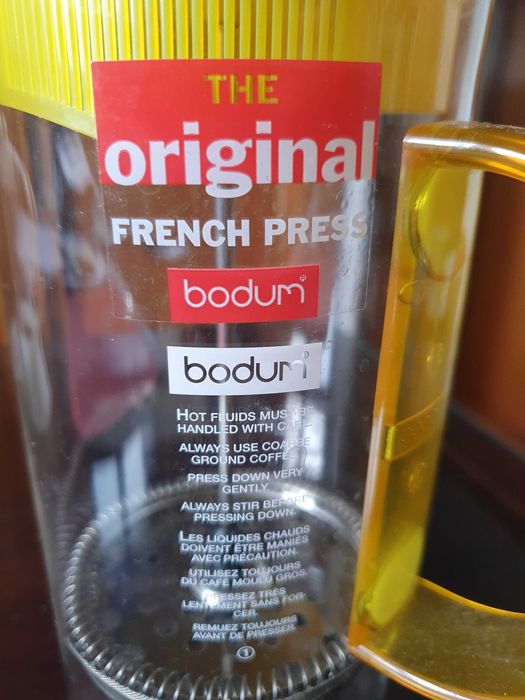 THE
original
FRENCH PRESS
bodum®
bodum®
HOT FLUIDS MUST BE
HANDLED WITH CARE.
ALWAYS USE COARSE
GROUND COFFEE.
PRESS DOWN VERY
GENTLY.
ALWAYS STIR BEFORE
PRESSING DOWN.
LES LIQUIDES CHAUDS
DOIVENT ÊTRE MANIÉS
AVEC PRÉCAUTION.
UTILISEZ TOUJOURS
DU CAFÉ MOULU GROS.
PRESSEZ TRÈS
LENTEMENT SANS FOR-
CER.
REMUEZ TOUJOURS
AVANT DE PRESSER.
1